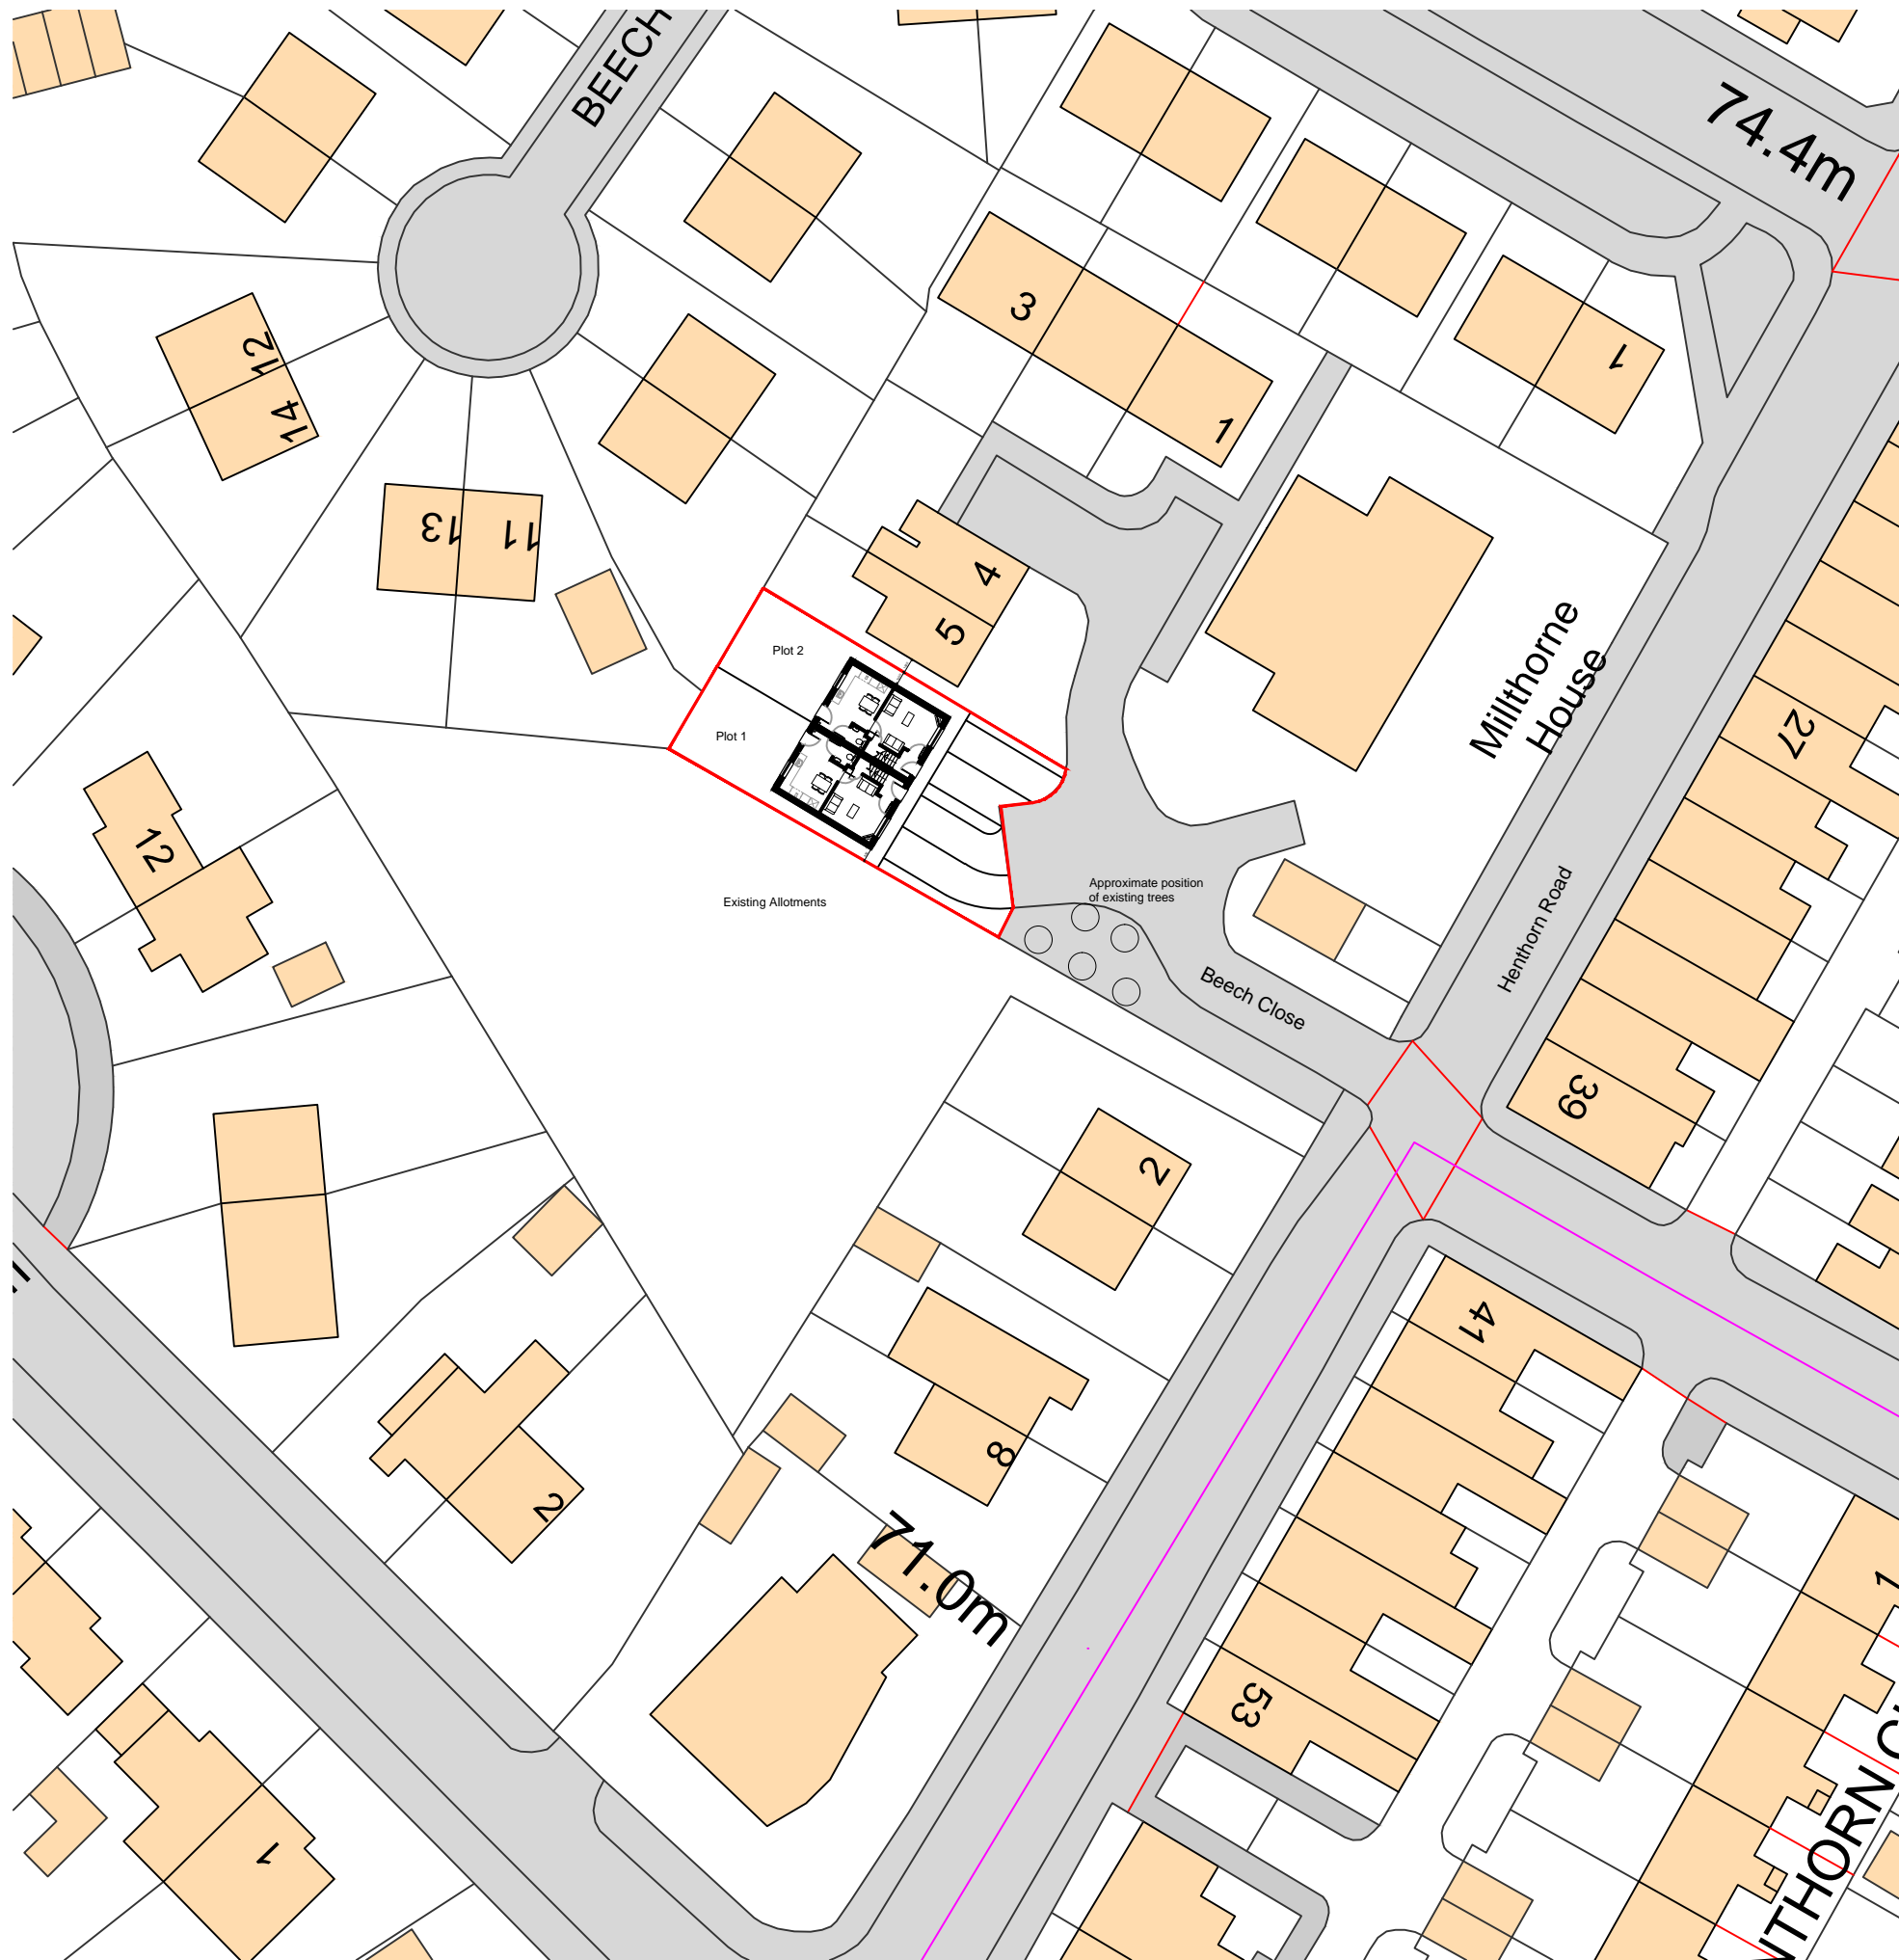 BEECH
74.4m
3
1
1
12
14
13
11
4
5
Plot 2
Plot 1
Millthorne
House
27
12
Existing Allotments
Approximate position
of existing trees
Henthorn Road
Beech Close
39
2
41
8
2
71.0m
1
53
1